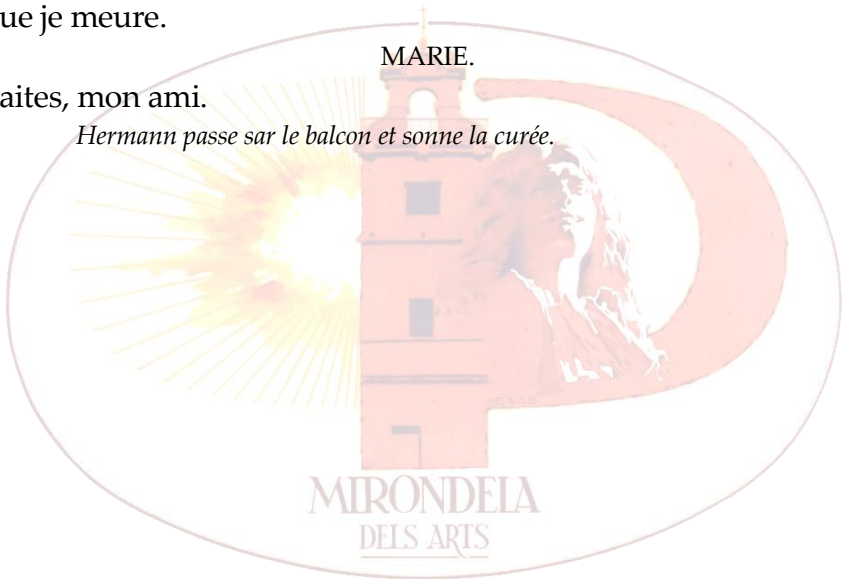 ue je meure.
MARIE.
aites, mon ami.
Hermann passe sar le balcon et sonne la curée.
MIRONDELA
DELS ARTS